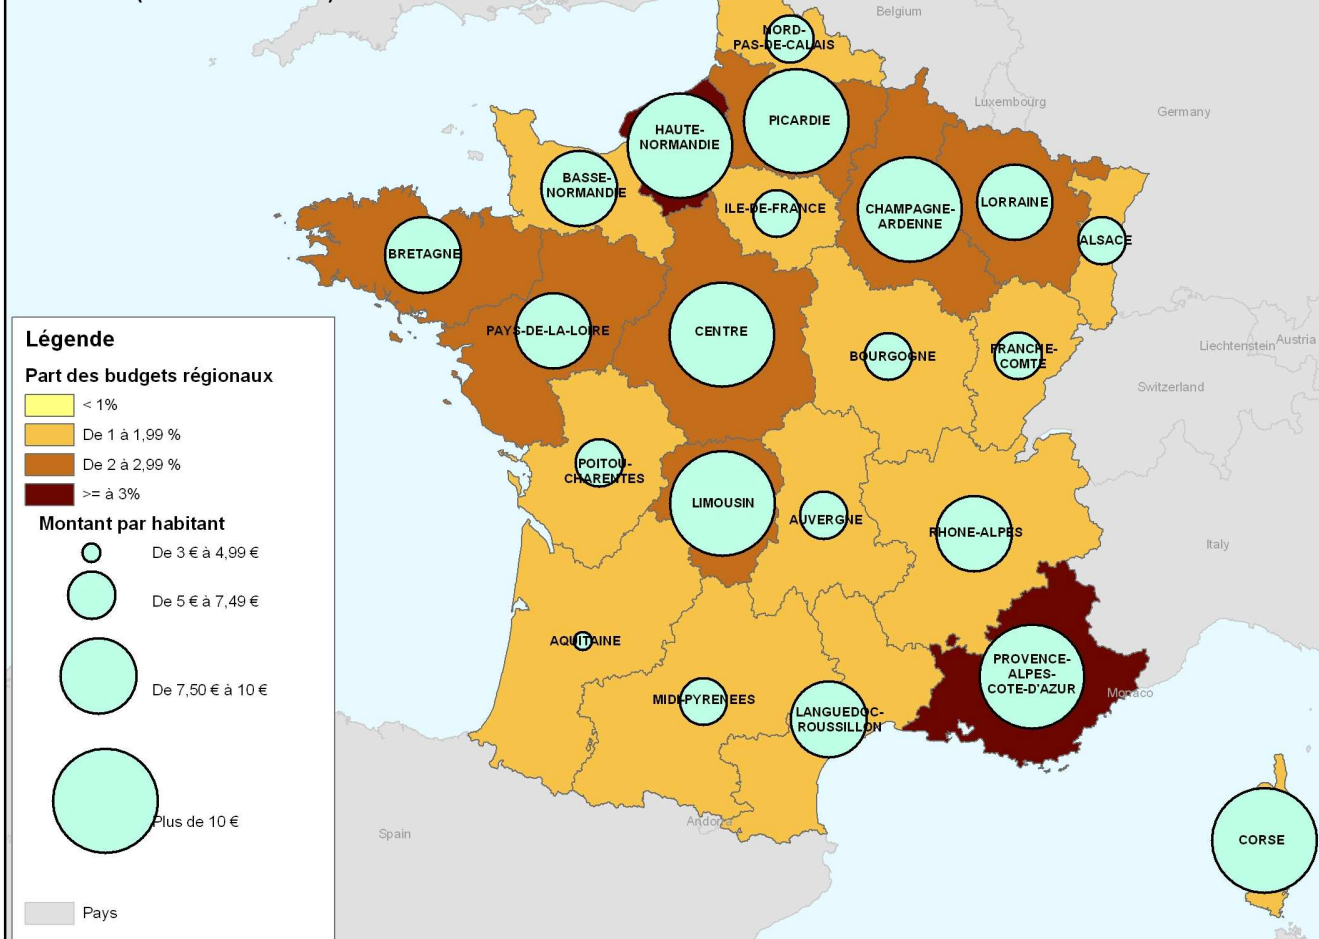 Belgium
NORD-
PAS-DE-CALAIS
Luxembourg
Germany
PICARDIE
HAUTE-
NORMANDIE
BASSE-
NORMANDIE
ILE-DE-FRANCE
CHAMPAGNE-
ARDENNE
LORRAINE
ALSACE
BRETAGNE
PAYS-DE-LA-LOIRE
CENTRE
BOURGOGNE
FRANCHE-
COMTE
Liechtenstein
Austria
Switzerland
POITOU-
CHARENTES
LIMOUSIN
AUVERGNE
RHONE-ALPES
Italy
AQUITAINE
MIDI-PYRENEES
LANGUEDOC-
ROUSSILLON
PROVENCE-
ALPES-
COTE-D'AZUR
Monaco
Andorra
Spain
CORSE
Légende
Part des budgets régionaux
< 1%
De 1 à 1,99 %
De 2 à 2,99 %
>= à 3%
Montant par habitant
De 3 € à 4,99 €
De 5 € à 7,49 €
De 7,50 € à 10 €
Plus de 10 €
Pays